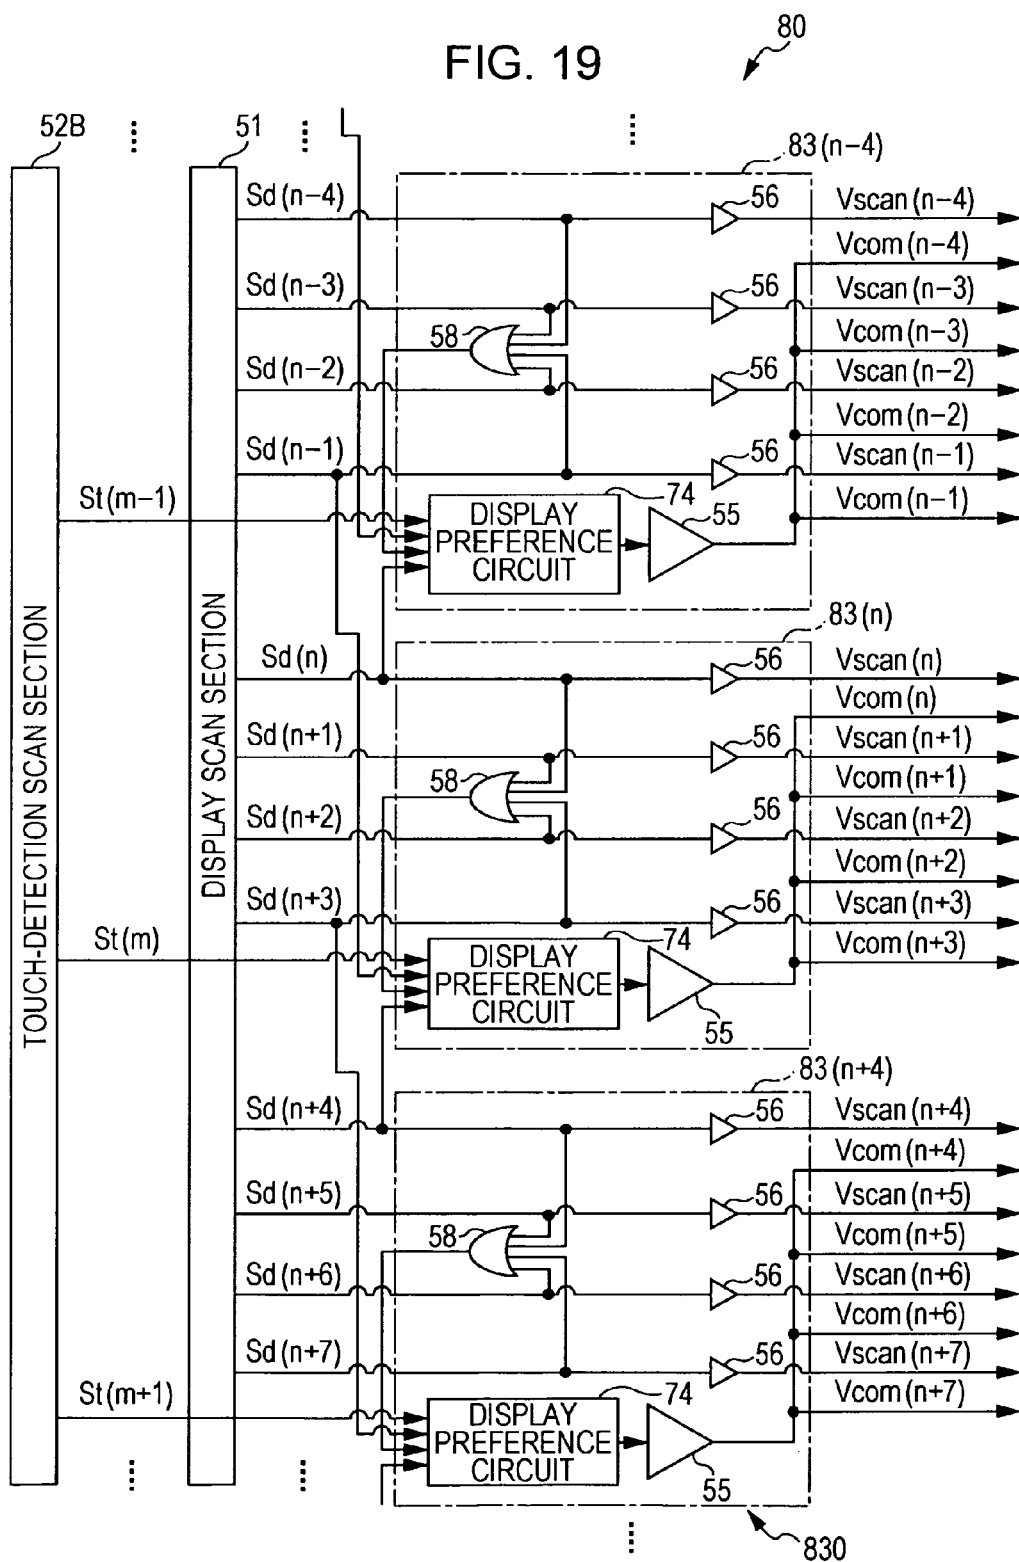 FIG. 19
80
52B
51
83(n-4)
Sd(n-4)
56
Vscan(n-4)
Vcom(n-4)
Sd(n-3)
56
Vscan(n-3)
58
Vcom(n-3)
Sd(n-2)
56
Vscan(n-2)
Vcom(n-2)
Sd(n-1)
56
Vscan(n-1)
St(m-1)
74
55
Vcom(n-1)
DISPLAY
PREFERENCE
CIRCUIT
TOUCH-DETECTION SCAN SECTION
DISPLAY SCAN SECTION
83(n)
Sd(n)
56
Vscan(n)
Vcom(n)
Sd(n+1)
56
Vscan(n+1)
58
Vcom(n+1)
Sd(n+2)
56
Vscan(n+2)
Vcom(n+2)
Sd(n+3)
56
Vscan(n+3)
St(m)
74
Vcom(n+3)
DISPLAY
PREFERENCE
CIRCUIT
55
83(n+4)
Sd(n+4)
56
Vscan(n+4)
Vcom(n+4)
Sd(n+5)
56
Vscan(n+5)
58
Vcom(n+5)
Sd(n+6)
56
Vscan(n+6)
Vcom(n+6)
Sd(n+7)
56
Vscan(n+7)
St(m+1)
74
Vcom(n+7)
DISPLAY
PREFERENCE
CIRCUIT
55
830